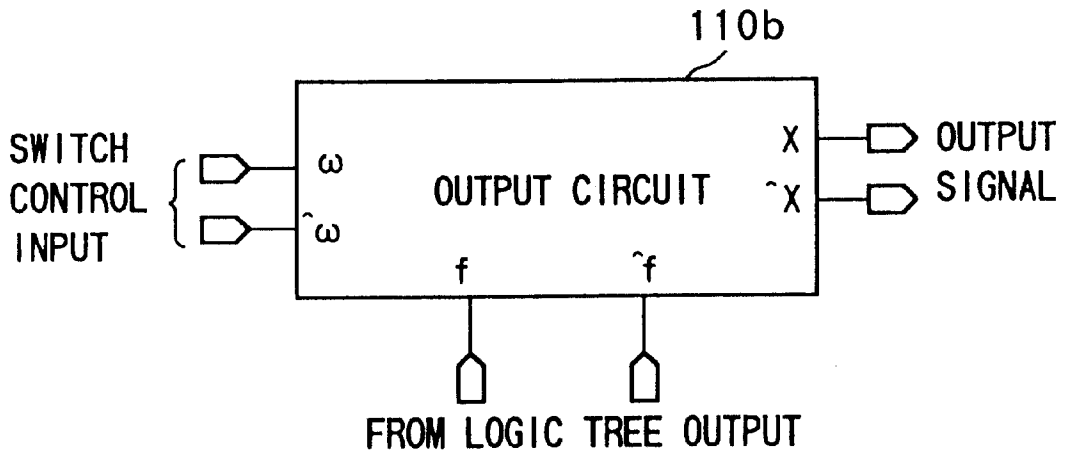 110b
SWITCH
CONTROL
INPUT
ω
^ω
OUTPUT CIRCUIT
X
^X
OUTPUT
SIGNAL
f
^f
FROM LOGIC TREE OUTPUT